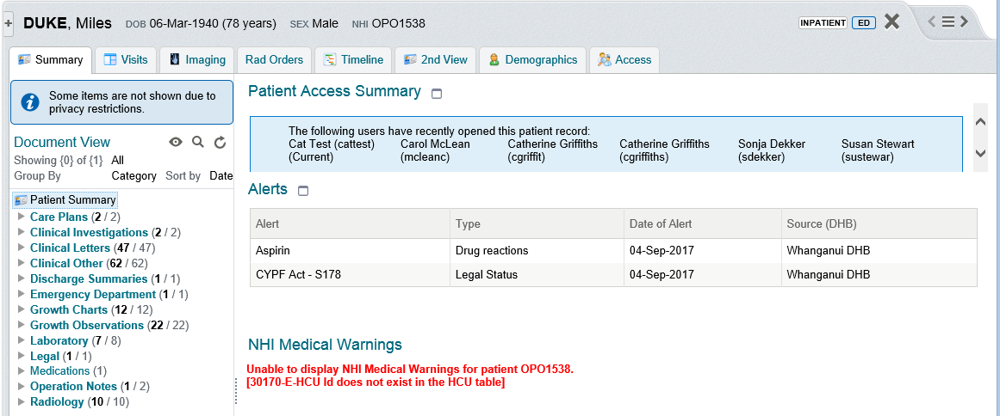 + DUKE, Miles DOB 06-Mar-1940 (78 years) SEX Male NHI OPO1538 INPATIENT ED
Summary Visits Imaging Rad Orders Timeline 2nd View Demographics Access
Some items are not shown due to
privacy restrictions.
Document View
Showing {0} of {1} All
Group By Category Sort by Date
Patient Summary
Care Plans (2 / 2)
Clinical Investigations (2 / 2)
Clinical Letters (47 / 47)
Clinical Other (62 / 62)
Discharge Summaries (1 / 1)
Emergency Department (1 / 1)
Growth Charts (12 / 12)
Growth Observations (22 / 22)
Laboratory (7 / 8)
Legal (1 / 1)
Medications (1)
Operation Notes (1 / 2)
Radiology (10 / 10)
Patient Access Summary
The following users have recently opened this patient record:
Cat Test (cattest) Carol McLean Catherine Griffiths Catherine Griffiths Sonja Dekker Susan Stewart
(Current) (mcleanc) (cgriffit) (cgriffiths) (sdekker) (sustewar)
Alerts
Alert Type Date of Alert Source (DHB)
Aspirin Drug reactions 04-Sep-2017 Whanganui DHB
CYPF Act - S178 Legal Status 04-Sep-2017 Whanganui DHB
NHI Medical Warnings
Unable to display NHI Medical Warnings for patient OPO1538.
[30170-E-HCU Id does not exist in the HCU table]